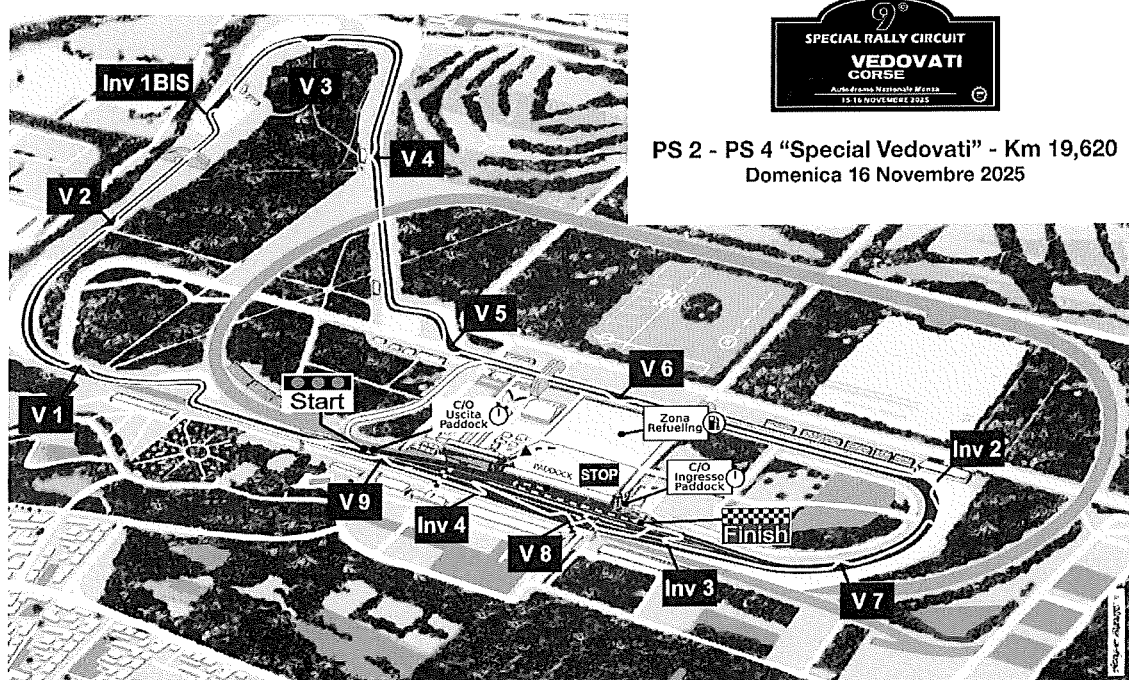 9©
SPECIAL RALLY CIRCUIT
VEDOVATI
CORSE
Autodromo Nazionale Monza
15-16 NOVEMBRE 2025
PS 2 - PS 4 “Special Vedovati” - Km 19,620
Domenica 16 Novembre 2025
Inv 1BIS
V 3
V 4
V 2
V 5
V 6
Start
C/O
Uscita
Paddock
V 1
Zona
Refueling
Inv 2
PADDOCK
STOP
C/O
Ingresso
Paddock
V 9
Inv 4
Finish
V 8
Inv 3
V 7